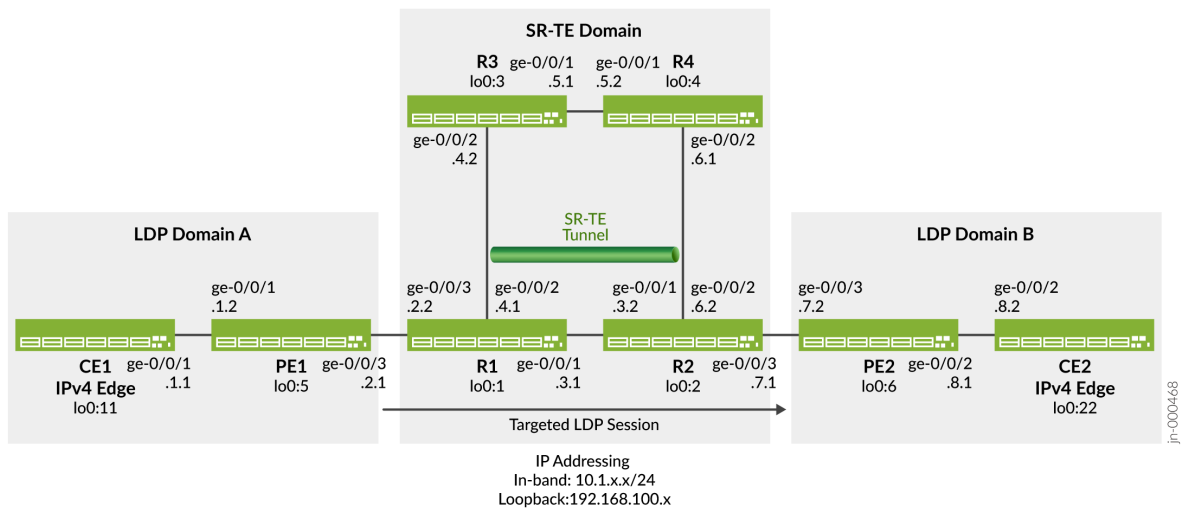 SR-TE Domain
R3
ge-0/0/1
ge-0/0/1
R4
lo0:3
.5.1
.5.2
lo0:4
ge-0/0/2
.4.2
ge-0/0/2
.6.1
SR-TE
Tunnel
LDP Domain A
LDP Domain B
ge-0/0/1
.1.2
ge-0/0/3
.2.2
ge-0/0/2
.4.1
ge-0/0/1
.3.2
ge-0/0/2
.6.2
ge-0/0/3
.7.2
ge-0/0/2
.8.2
CE1
IPv4 Edge
lo0:11
ge-0/0/1
.1.1
PE1
lo0:5
ge-0/0/3
.2.1
R1
lo0:1
ge-0/0/1
.3.1
R2
lo0:2
ge-0/0/3
.7.1
PE2
lo0:6
ge-0/0/2
.8.1
CE2
IPv4 Edge
lo0:22
Targeted LDP Session
IP Addressing
In-band: 10.1.x.x/24
Loopback:192.168.100.x
jn-000468